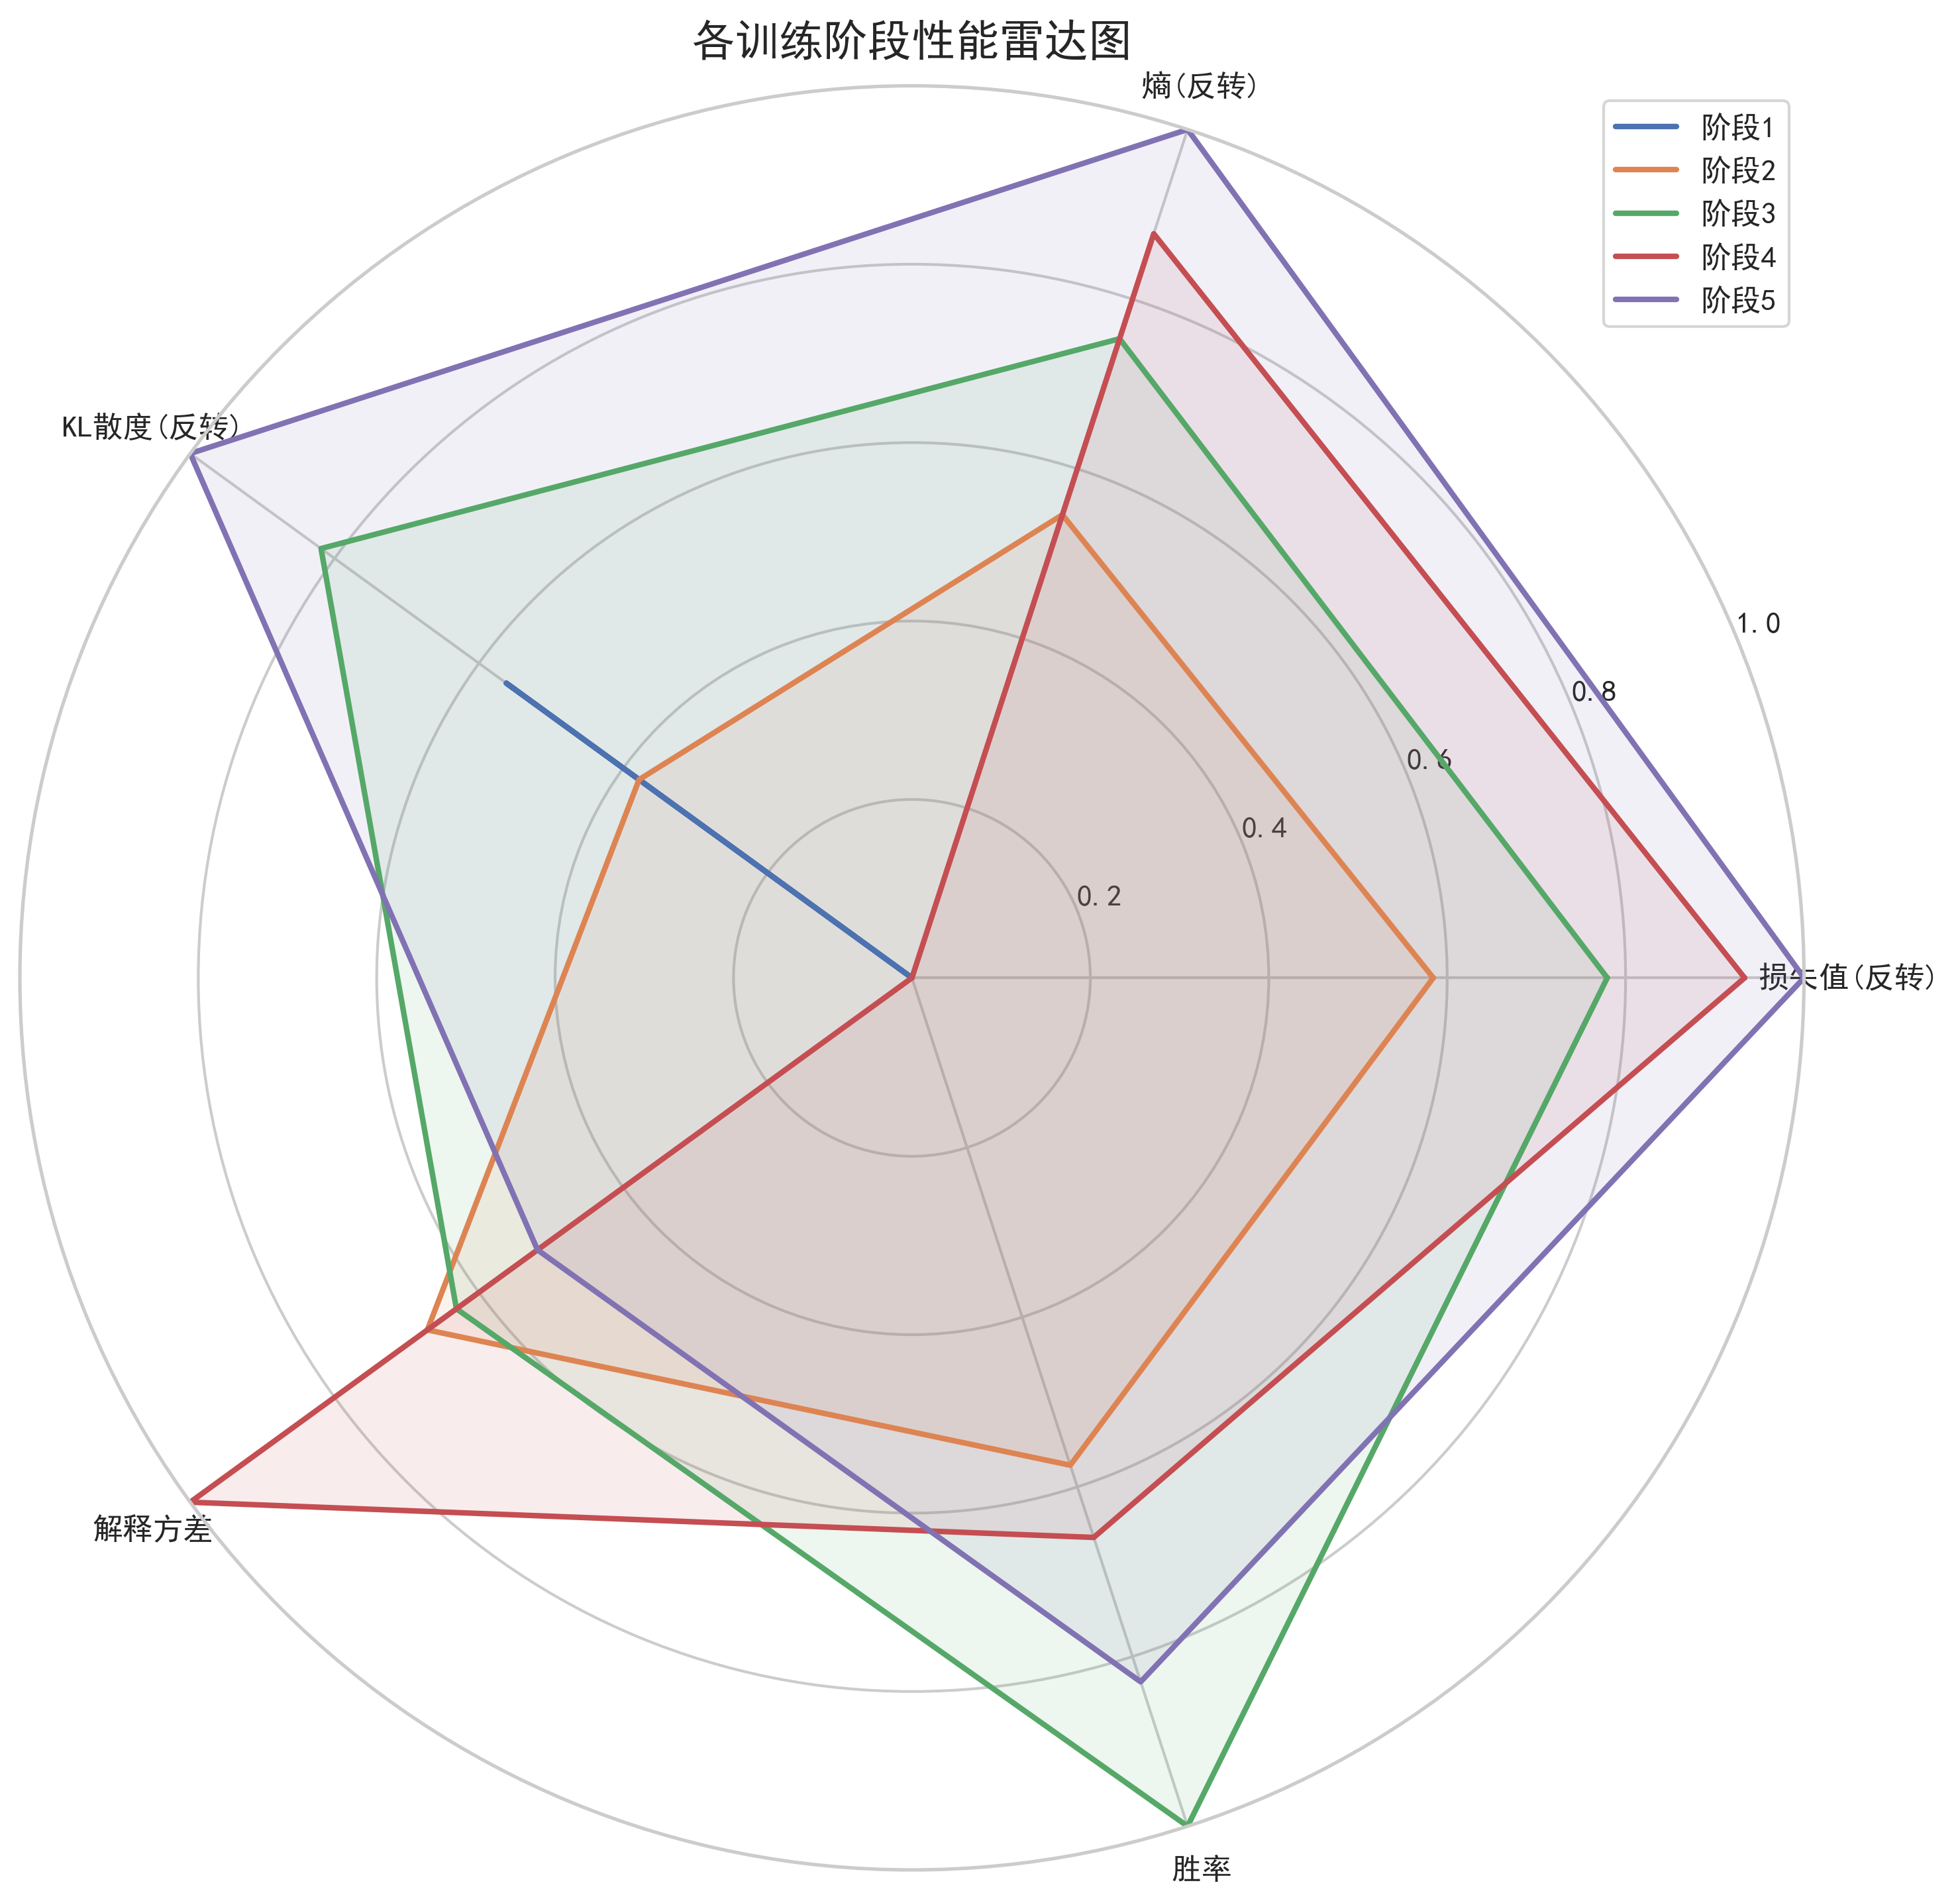 各训练阶段性能雷达图
熵(反转)
阶段1
阶段2
阶段3
阶段4
阶段5
KL散度(反转)
1.0
0.8
0.6
0.4
0.2
损失值(反转)
解释方差
胜率